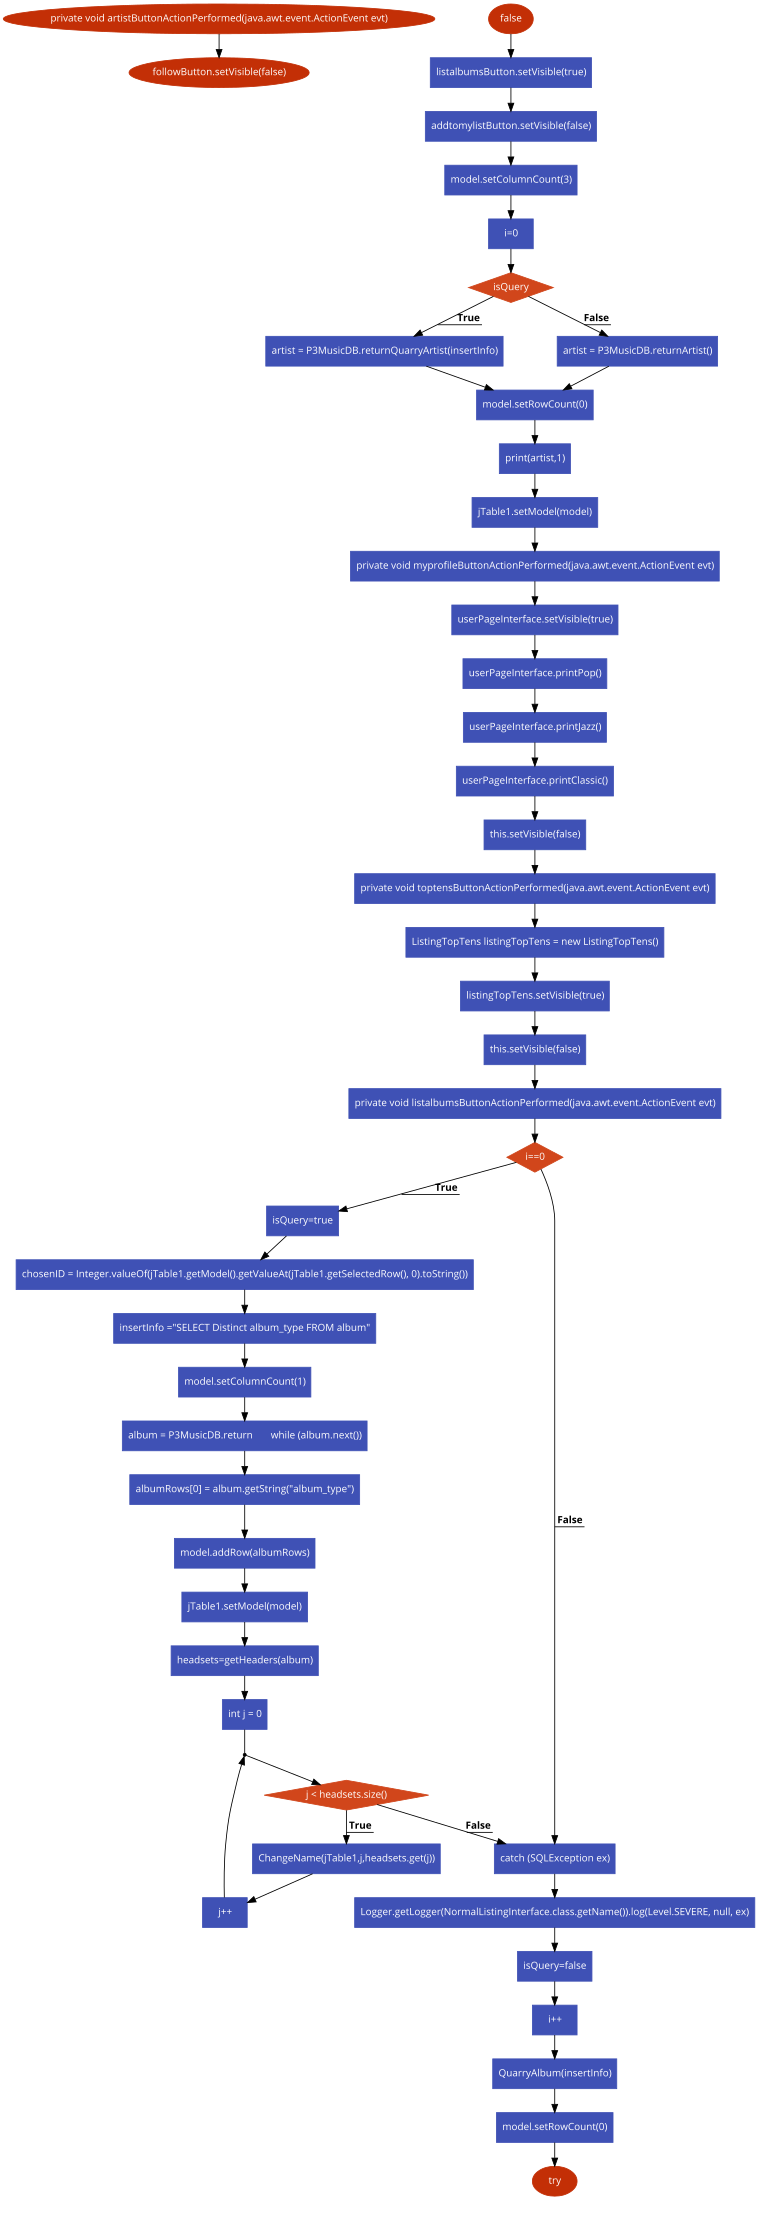 private void artistButtonActionPerformed(java.awt.event.ActionEvent evt)
false
followButton.setVisible(false)
listalbumsButton.setVisible(true)
addtomylistButton.setVisible(false)
model.setColumnCount(3)
i=0
isQuery
True
False
artist = P3MusicDB.returnQuarryArtist(insertInfo)
artist = P3MusicDB.returnArtist()
model.setRowCount(0)
print(artist,1)
jTable1.setModel(model)
private void myprofileButtonActionPerformed(java.awt.event.ActionEvent evt)
userPageInterface.setVisible(true)
userPageInterface.printPop()
userPageInterface.printJazz()
userPageInterface.printClassic()
this.setVisible(false)
private void toptensButtonActionPerformed(java.awt.event.ActionEvent evt)
ListingTopTens listingTopTens = new ListingTopTens()
listingTopTens.setVisible(true)
this.setVisible(false)
private void listalbumsButtonActionPerformed(java.awt.event.ActionEvent evt)
i==0
True
isQuery=true
chosenID = Integer.valueOf(jTable1.getModel().getValueAt(jTable1.getSelectedRow(), 0).toString())
insertInfo ="SELECT Distinct album_type FROM album"
model.setColumnCount(1)
album = P3MusicDB.return while (album.next())
albumRows[0] = album.getString("album_type")
False
model.addRow(albumRows)
jTable1.setModel(model)
headsets=getHeaders(album)
int j = 0
j < headsets.size()
True
False
ChangeName(jTable1,j,headsets.get(j))
catch (SQLException ex)
j++
Logger.getLogger(NormalListingInterface.class.getName()).log(Level.SEVERE, null, ex)
isQuery=false
i++
QuarryAlbum(insertInfo)
model.setRowCount(0)
try